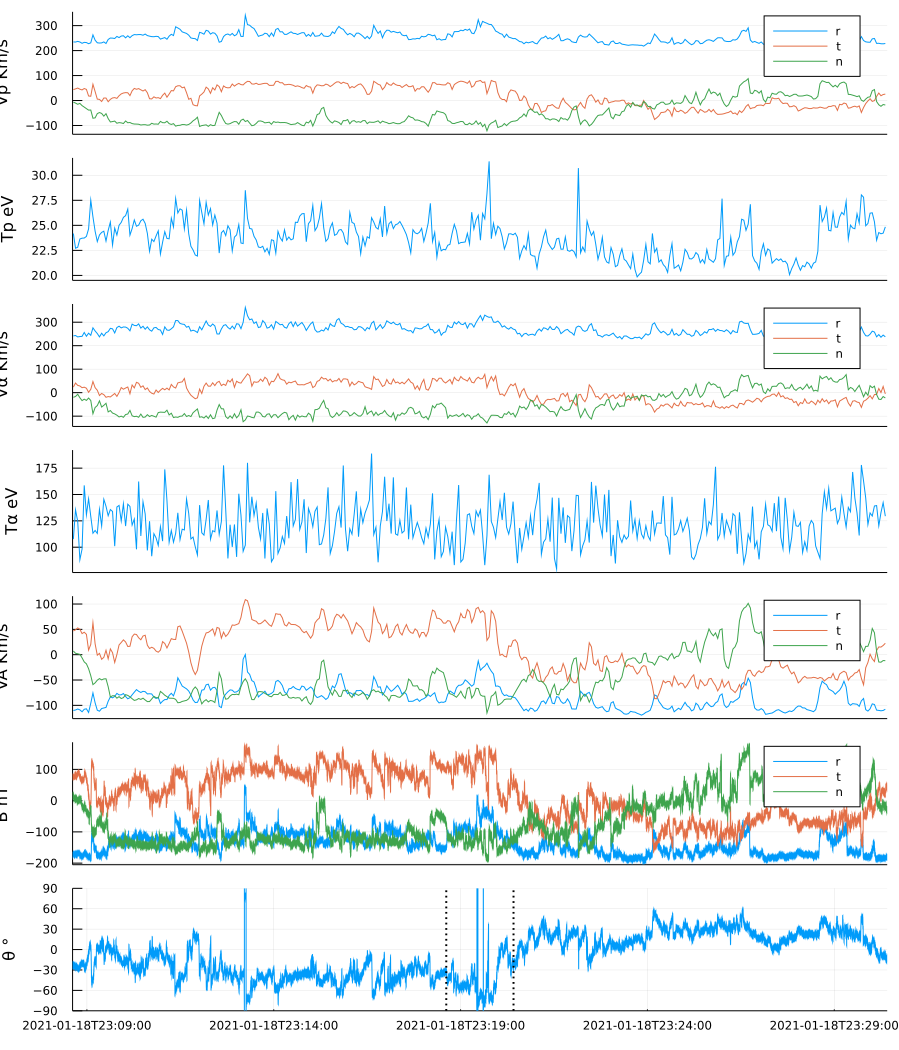 Vp Km/s
300
200
100
0
−100
r
t
n
Tp eV
30.0
27.5
25.0
22.5
20.0
Vα Km/s
300
200
100
0
−100
r
t
n
Tα eV
175
150
125
100
VA Km/s
100
50
0
−50
−100
r
t
n
B nT
100
0
−100
−200
r
t
n
θ °
90
60
30
0
−30
−60
−90
2021-01-18T23:09:00 2021-01-18T23:14:00 2021-01-18T23:19:00 2021-01-18T23:24:00 2021-01-18T23:29:00